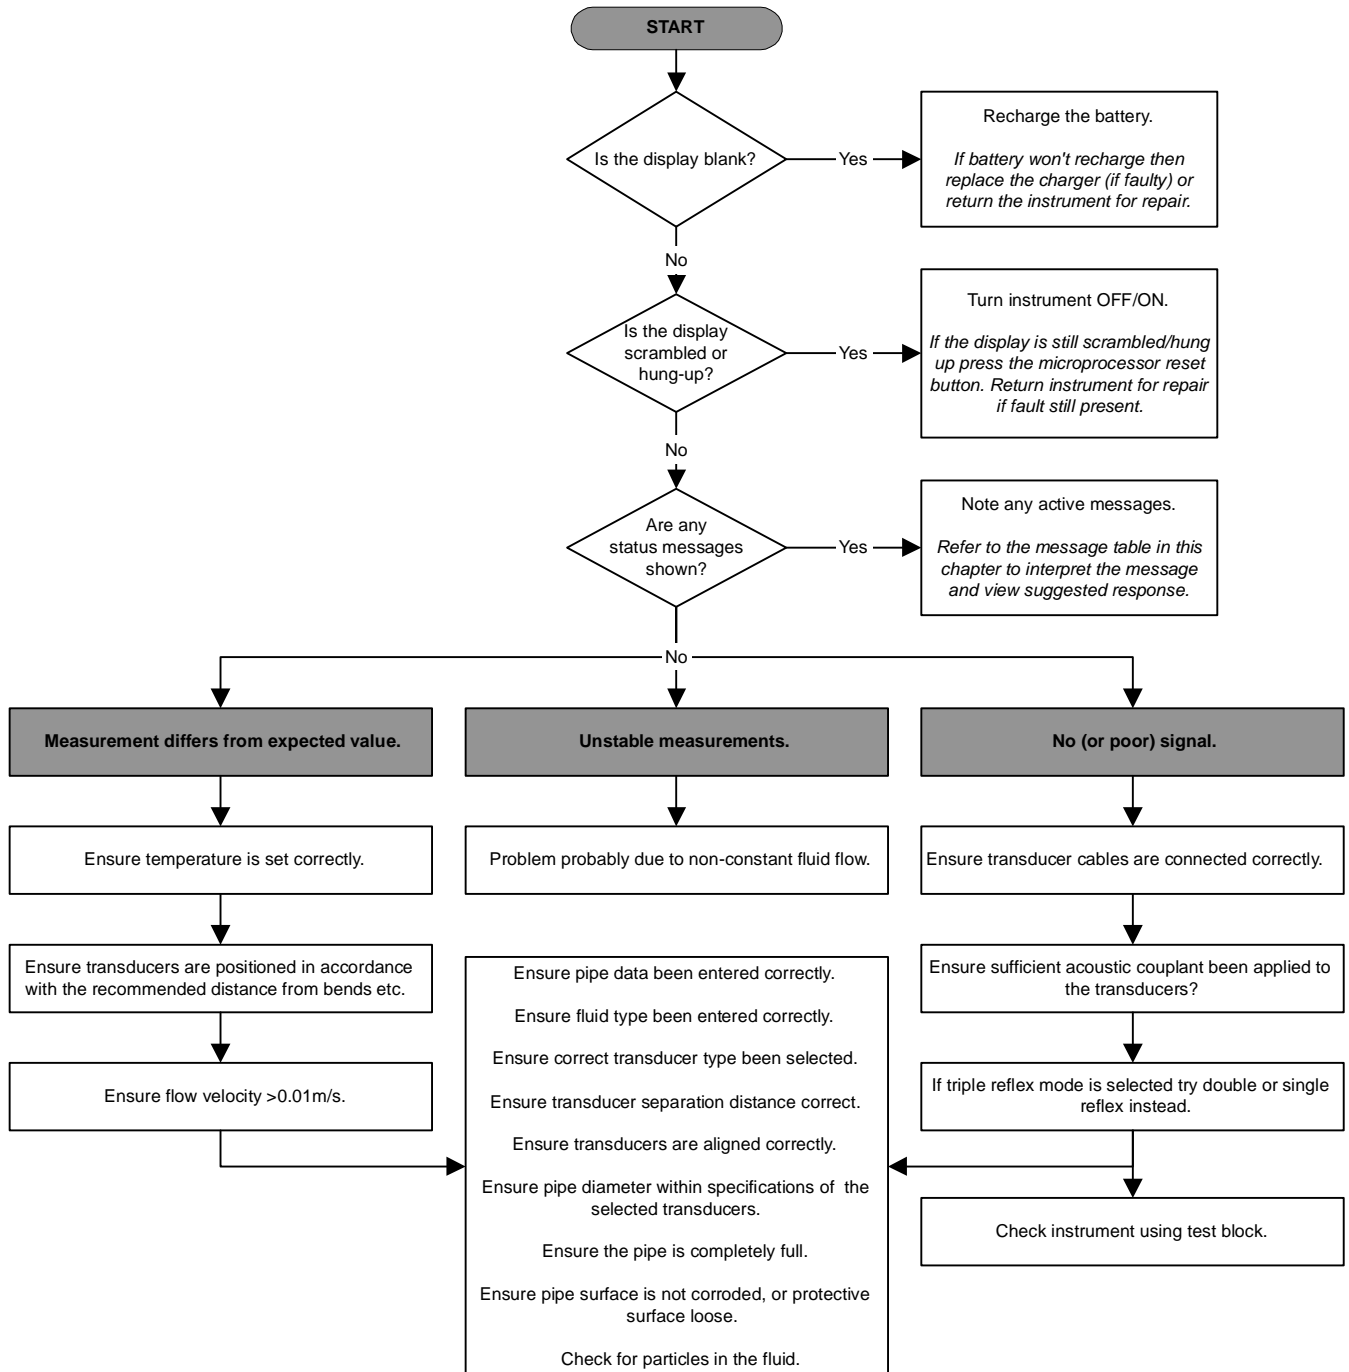 START
Is the display blank?
Yes
Recharge the battery.
If battery won't recharge then
replace the charger (if faulty) or
return the instrument for repair.
No
Is the display
scrambled or
hung-up?
Yes
Turn instrument OFF/ON.
If the display is still scrambled/hung
up press the microprocessor reset
button. Return instrument for repair
if fault still present.
No
Are any
status messages
shown?
Yes
Note any active messages.
Refer to the message table in this
chapter to interpret the message
and view suggested response.
No
Measurement differs from expected value.
Ensure temperature is set correctly.
Ensure transducers are positioned in accordance
with the recommended distance from bends etc.
Ensure flow velocity >0.01m/s.
Unstable measurements.
Problem probably due to non-constant fluid flow.
Ensure pipe data been entered correctly.
Ensure fluid type been entered correctly.
Ensure correct transducer type been selected.
Ensure transducer separation distance correct.
Ensure transducers are aligned correctly.
Ensure pipe diameter within specifications of the
selected transducers.
Ensure the pipe is completely full.
Ensure pipe surface is not corroded, or protective
surface loose.
Check for particles in the fluid.
No (or poor) signal.
Ensure transducer cables are connected correctly.
Ensure sufficient acoustic couplant been applied to
the transducers?
If triple reflex mode is selected try double or single
reflex instead.
Check instrument using test block.